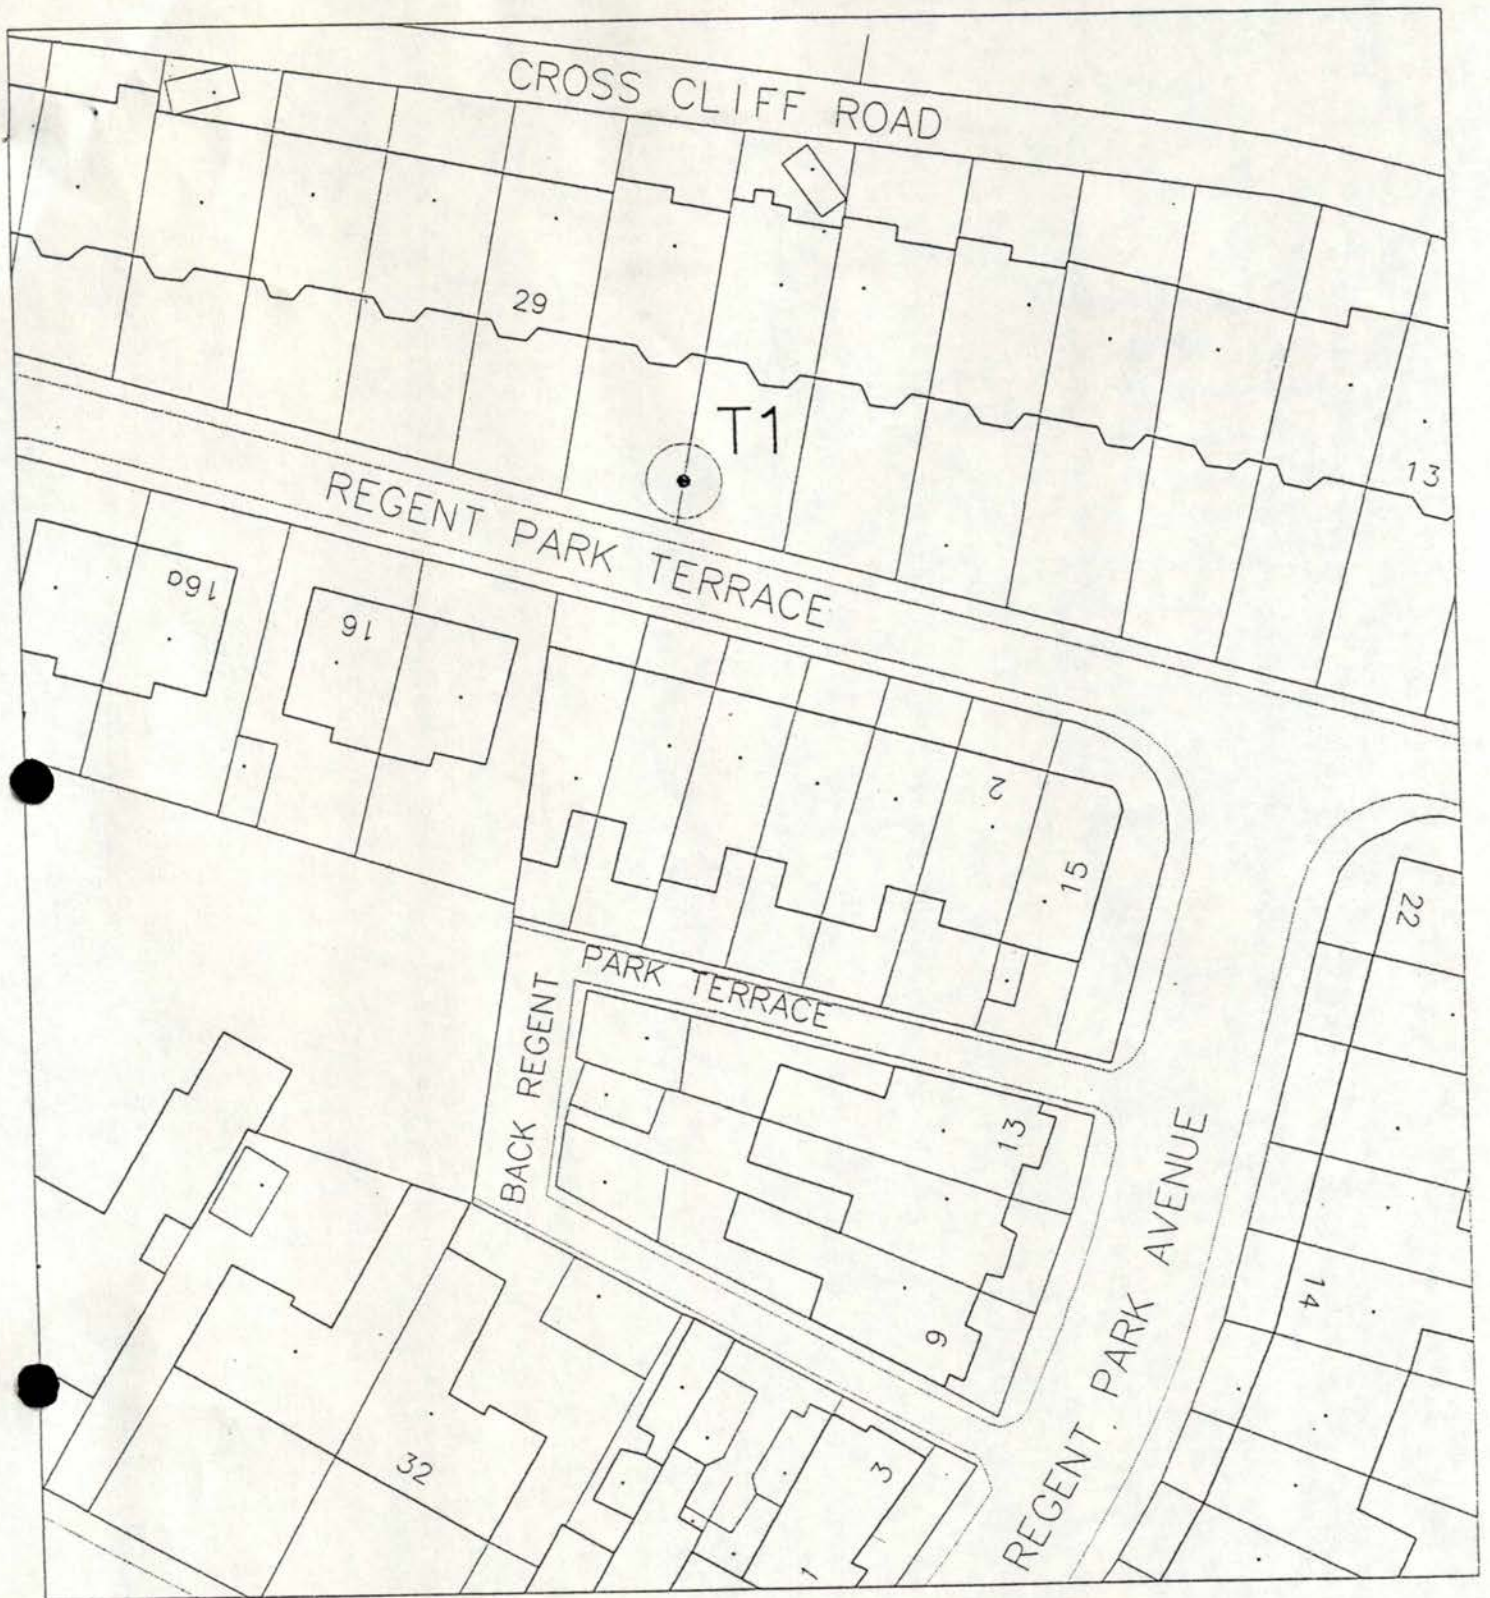 CROSS CLIFF ROAD
29
T1
13
REGENT PARK TERRACE
16a
16
2
15
22
PARK TERRACE
BACK REGENT
13
REGENT PARK AVENUE
14
9
32
3
1